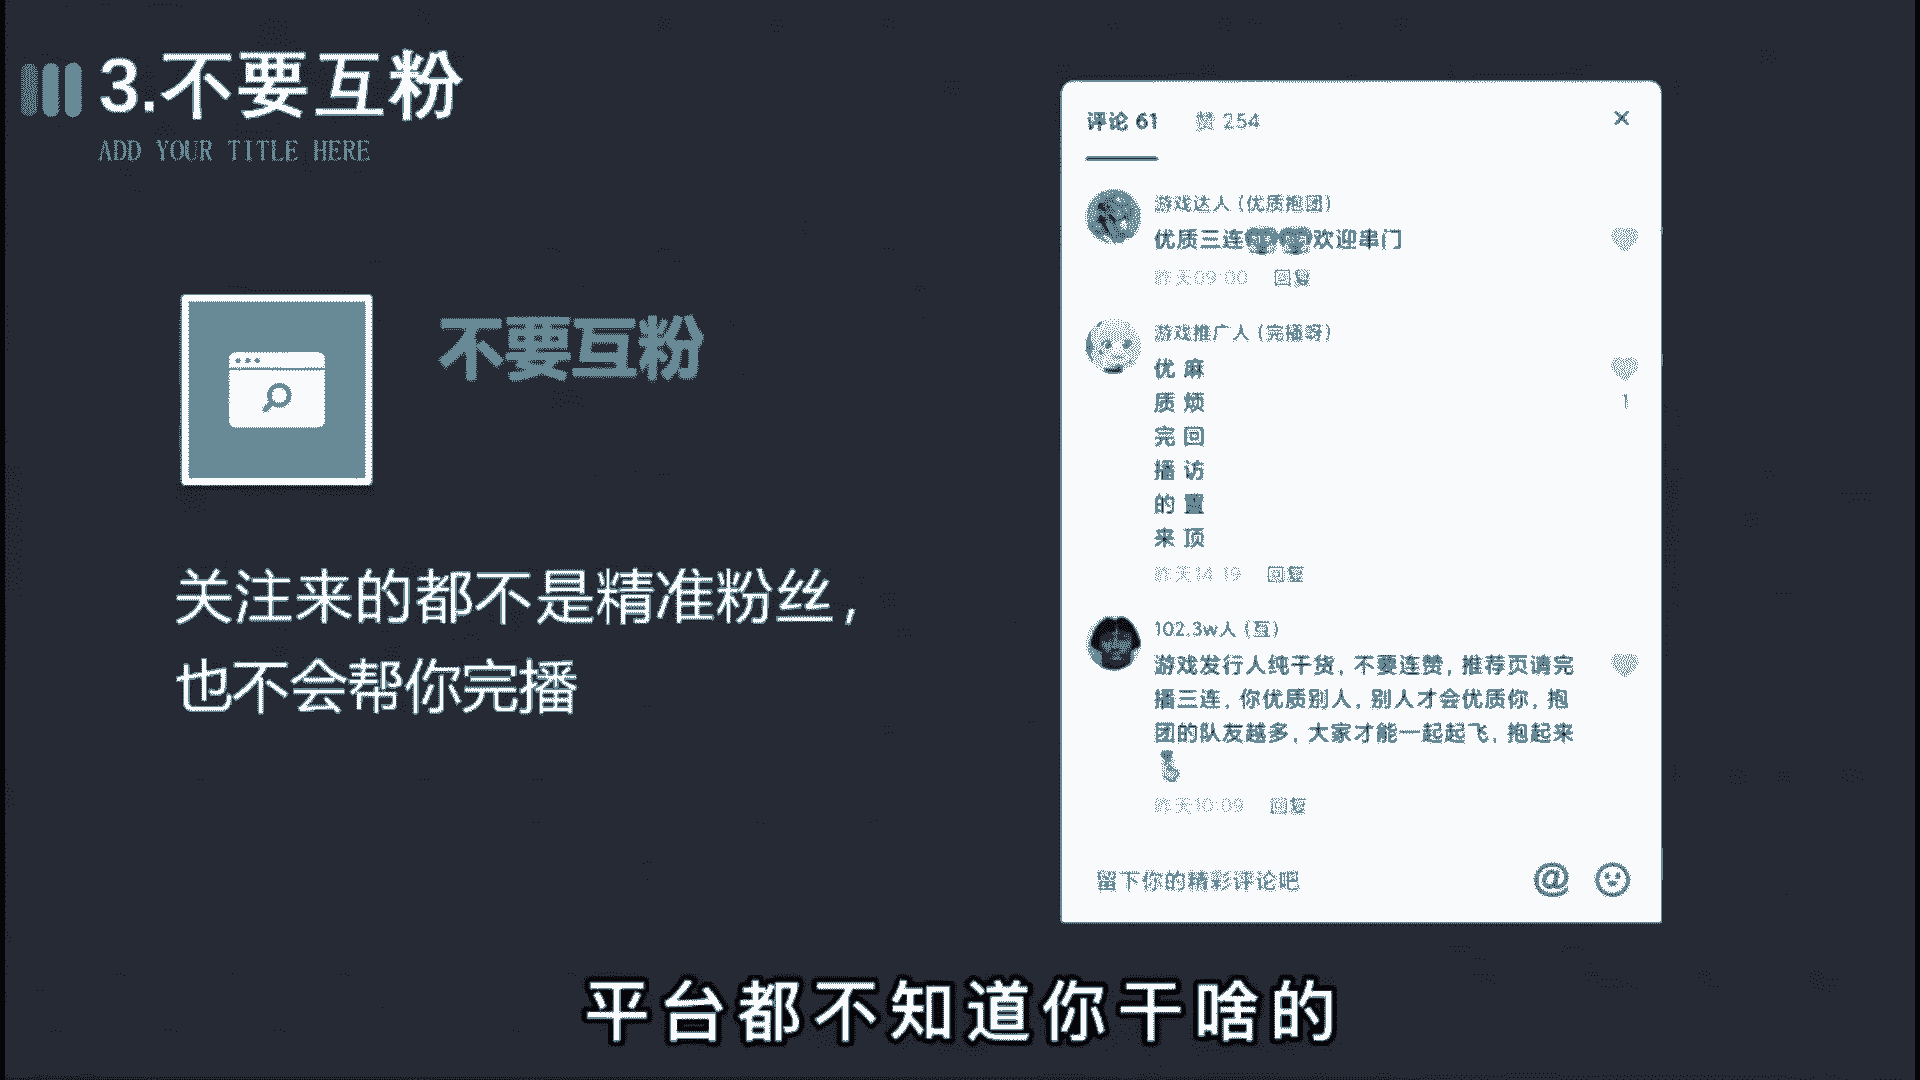 3.不要互粉
ADD YOUR TITLE HERE
不要互粉
关注来的都不是精准粉丝，
也不会帮你完播
评论 61 赞 254
游戏达人（优质抱团）
优质三连欢迎串门
昨天09:00 回复
游戏推广人（完播呀）
优 麻
质 烦
完 回
播 访
的 置
来 顶
1
昨天14:19 回复
102.3w人（互）
游戏发行人纯干货，不要连赞，推荐页请完
播三连，你优质别人，别人才会优质你，抱
团的队友越多，大家才能一起起飞，抱起来
昨天10:09 回复
留下你的精彩评论吧
平台都不知道你干啥的